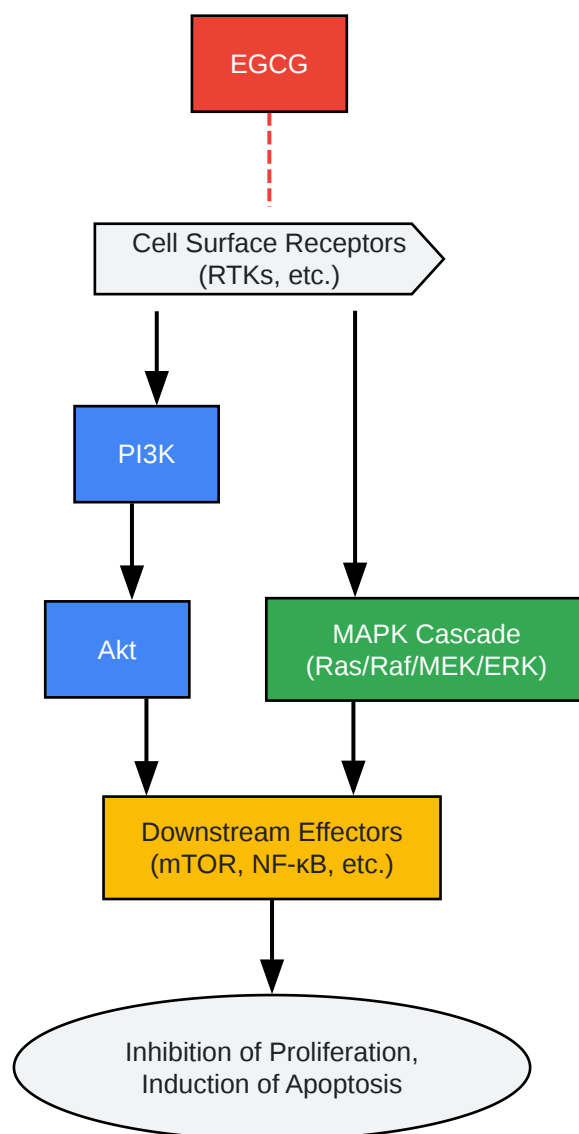 EGCG
Cell Surface Receptors
(RTKs, etc.)
PI3K
Akt
MAPK Cascade
(Ras/Raf/MEK/ERK)
Downstream Effectors
(mTOR, NF-κB, etc.)
Inhibition of Proliferation,
Induction of Apoptosis